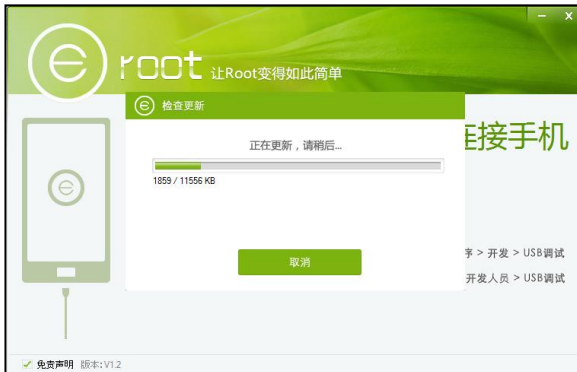 e root 让Root变得如此简单
e 检查更新
正在更新，请稍后...
1859 / 11556 KB
连接手机
e
取消
序 > 开发 > USB调试
开发人员 > USB调试
免责声明 版本: V1.2